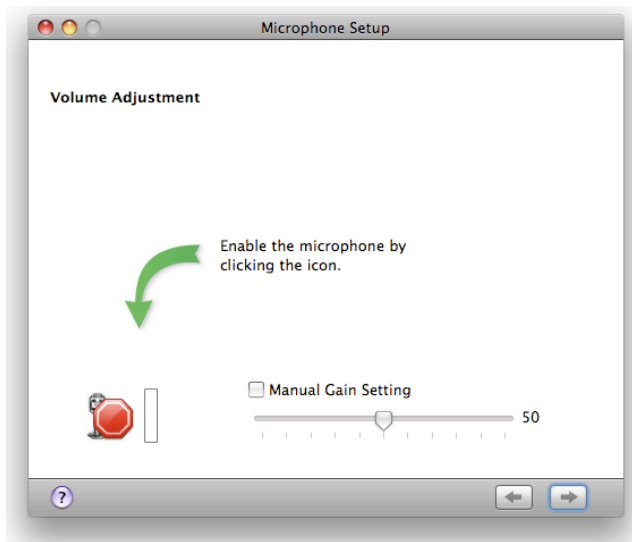 Microphone Setup
Volume Adjustment
Enable the microphone by
clicking the icon.
Manual Gain Setting
50
?